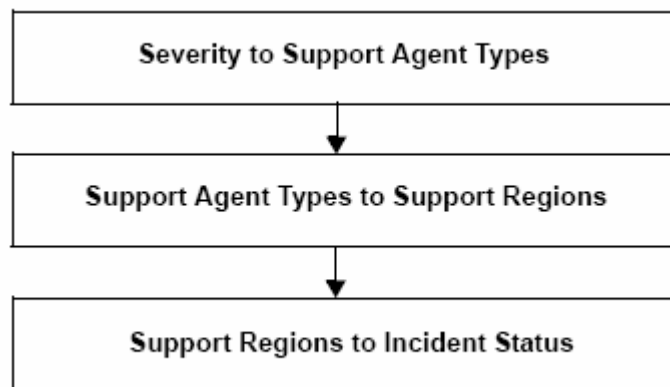 Severity to Support Agent Types
Support Agent Types to Support Regions
Support Regions to Incident Status